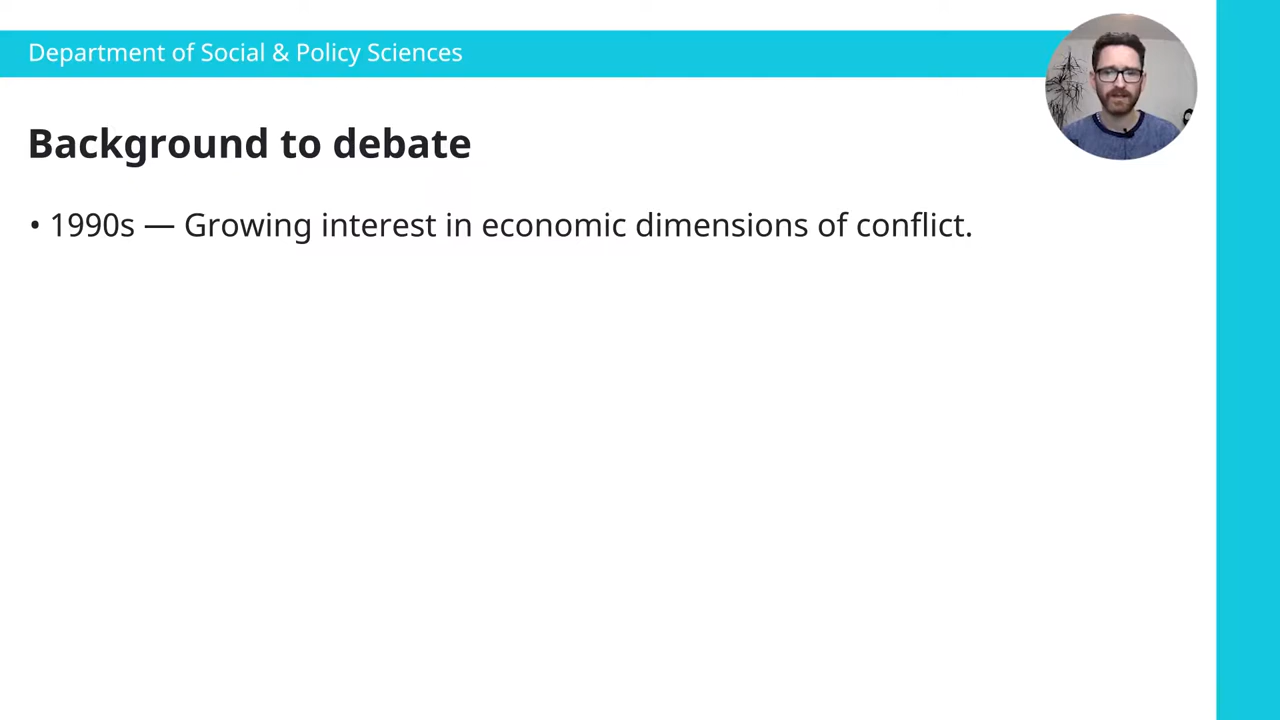 Department of Social & Policy Sciences
Background to debate
• 1990s — Growing interest in economic dimensions of conflict.